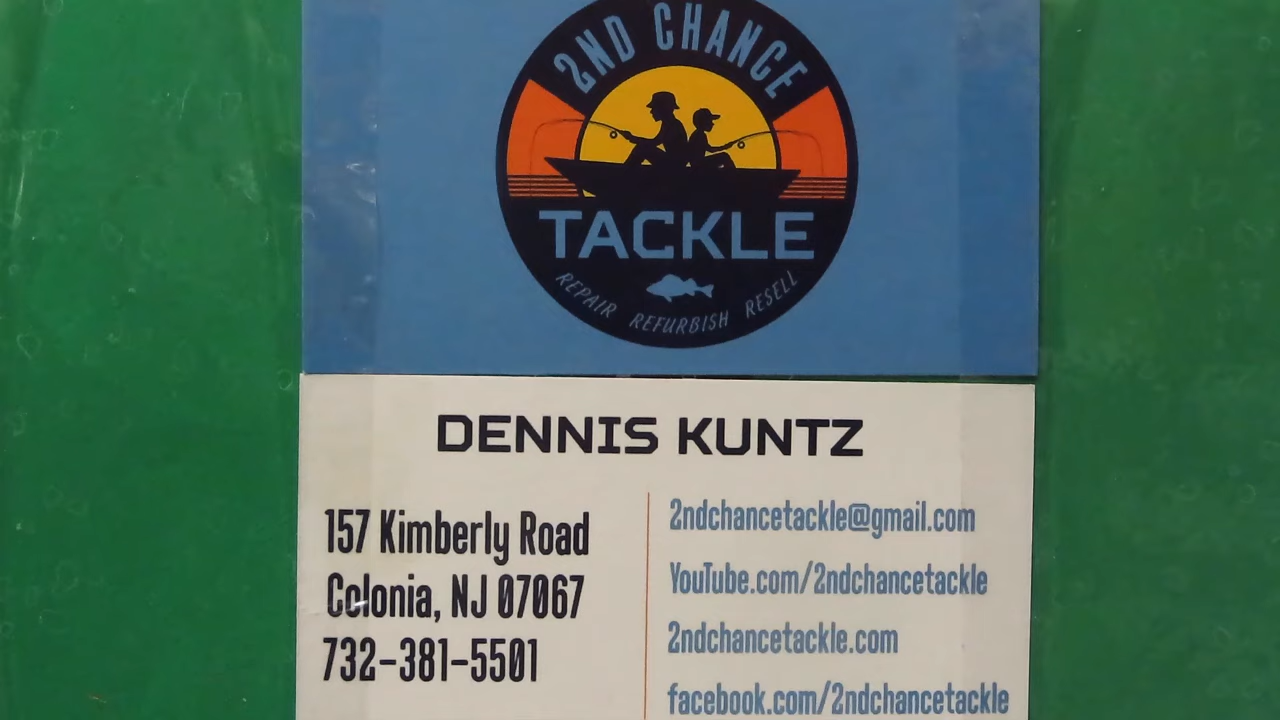 2ND CHANCE
TACKLE
REPAIR REFURBISH RESELL
DENNIS KUNTZ
157 Kimberly Road
Colonia, NJ 07067
732-381-5501
2ndchancetackle@gmail.com
YouTube.com/2ndchancetackle
2ndchancetackle.com
facebook.com/2ndchancetackle